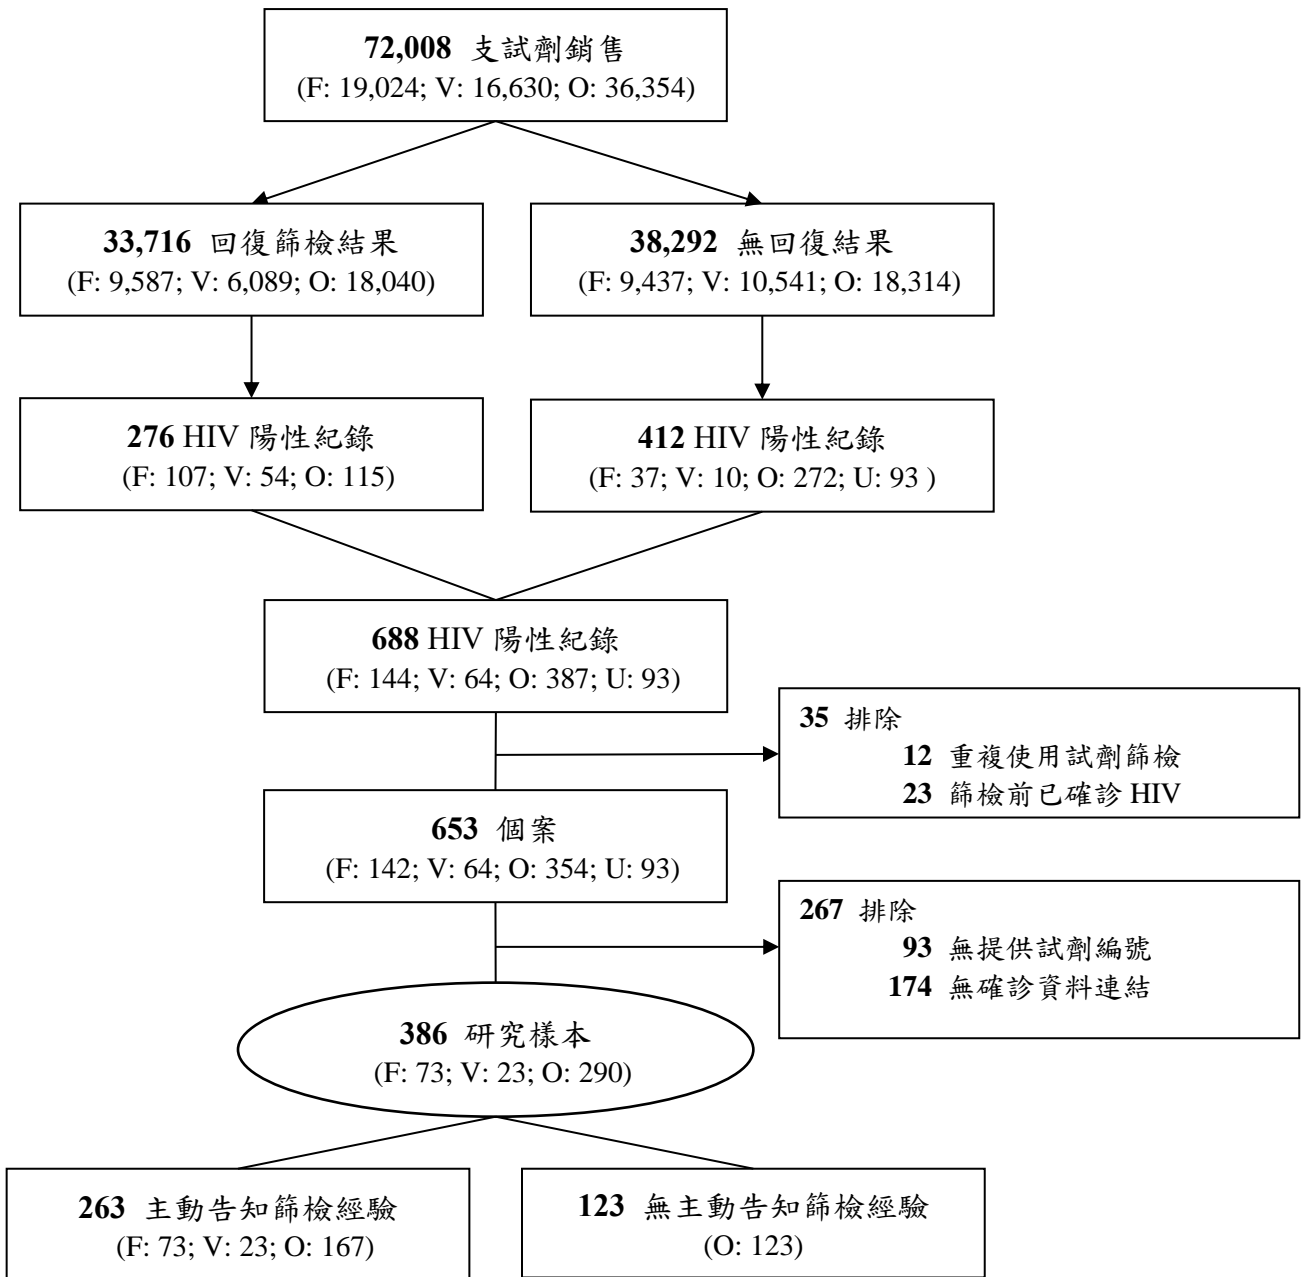 72,008 支試劑銷售
(F: 19,024; V: 16,630; O: 36,354)
33,716 回復篩檢結果
(F: 9,587; V: 6,089; O: 18,040)
38,292 無回復結果
(F: 9,437; V: 10,541; O: 18,314)
276 HIV 陽性紀錄
(F: 107; V: 54; O: 115)
412 HIV 陽性紀錄
(F: 37; V: 10; O: 272; U: 93 )
688 HIV 陽性紀錄
(F: 144; V: 64; O: 387; U: 93)
35 排除
12 重複使用試劑篩檢
23 篩檢前已確診 HIV
653 個案
(F: 142; V: 64; O: 354; U: 93)
267 排除
93 無提供試劑編號
174 無確診資料連結
386 研究樣本
(F: 73; V: 23; O: 290)
263 主動告知篩檢經驗
(F: 73; V: 23; O: 167)
123 無主動告知篩檢經驗
(O: 123)